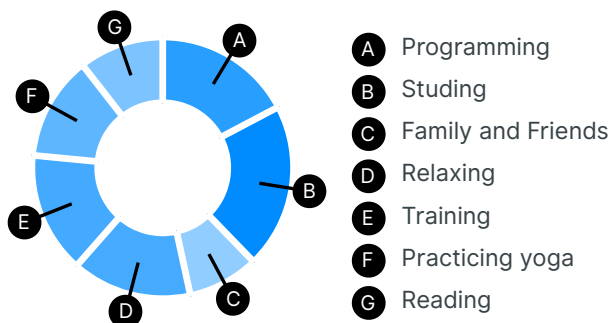 G
A
F
B
E
C
D
A Programming
B Studing
C Family and Friends
D Relaxing
E Training
F Practicing yoga
G Reading